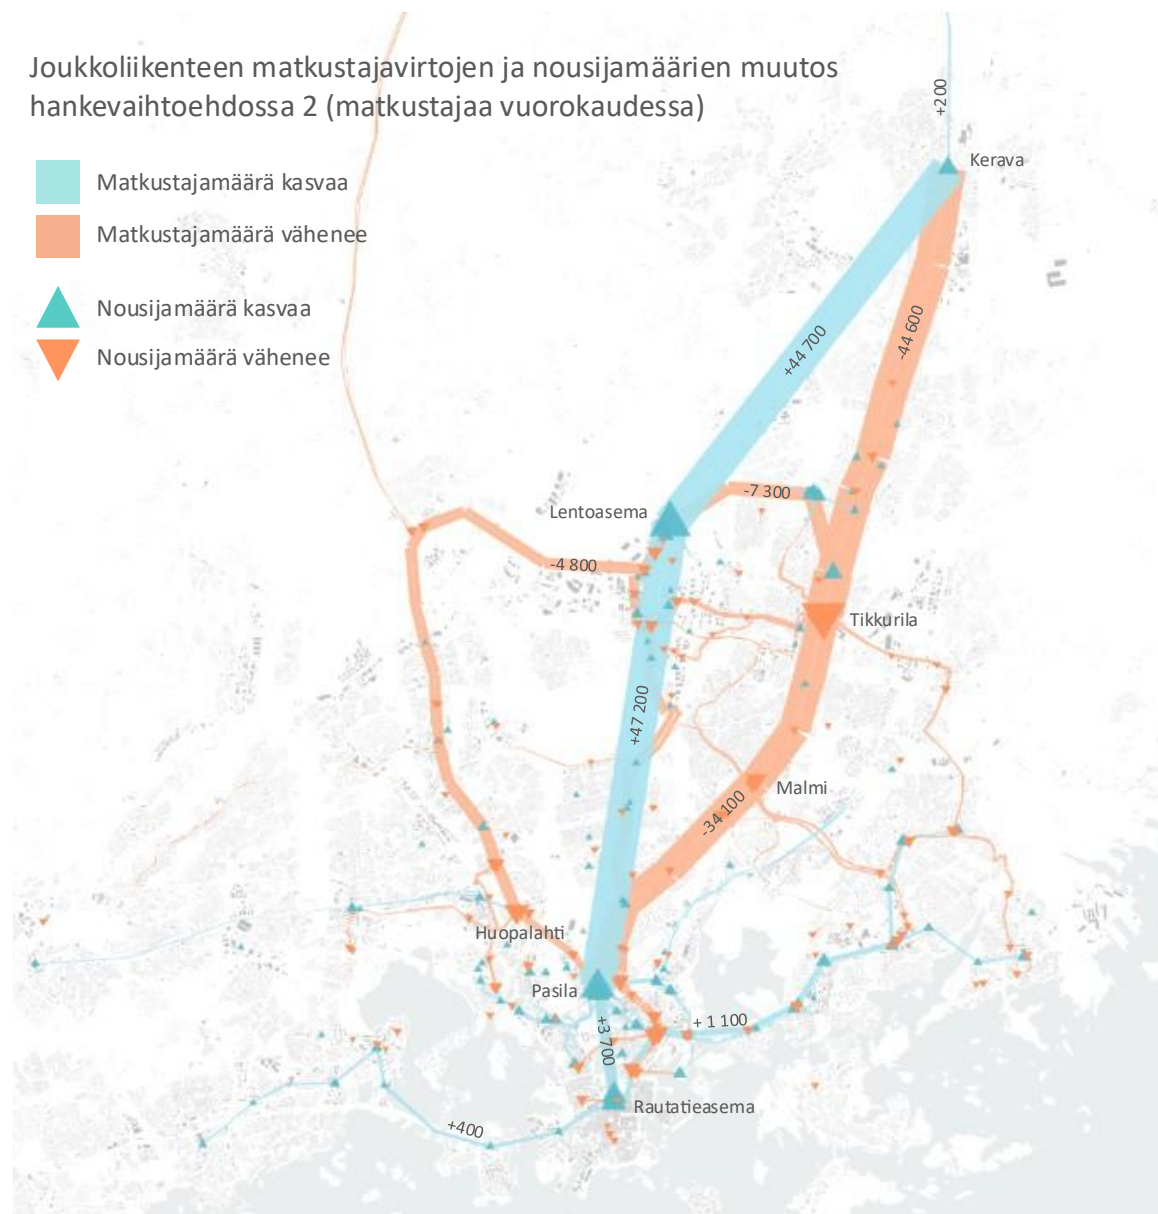 Joukkoliikenteen matkustajavirtojen ja nousijamäärien muutos
hankevaihtoehdossa 2 (matkustajaa vuorokaudessa)
Matkustajamäärä kasvaa
Matkustajamäärä vähenee
Nousijamäärä kasvaa
Nousijamäärä vähenee
+200
Kerava
-44 600
+44 700
-7 300
Lentoasema
-4 800
Tikkurila
+47 200
Malmi
-34 100
Huopalahti
Pasila
+ 1 100
+3 700
Rautatieasema
+400